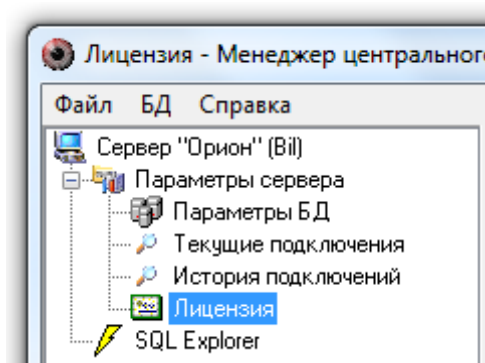 Лицензия - Менеджер центрального
Файл БД Справка
Сервер "Орион" (Bil)
Параметры сервера
Параметры БД
Текущие подключения
История подключений
Лицензия
SQL Explorer